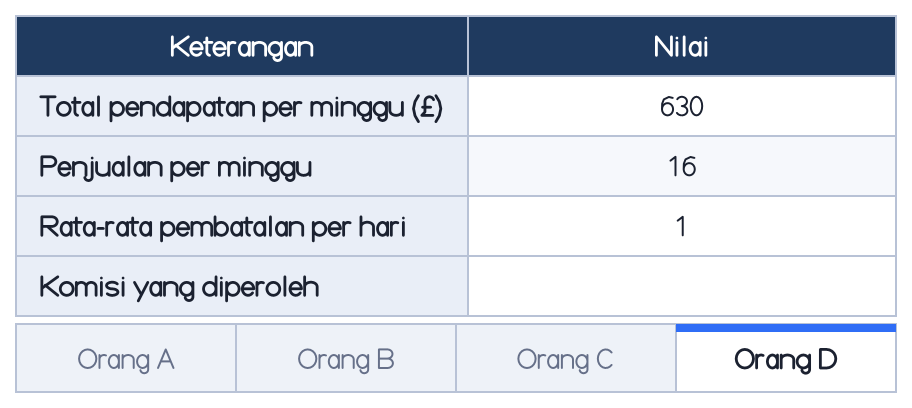 Keterangan Nilai
Total pendapatan per minggu (£) 630
Penjualan per minggu 16
Rata-rata pembatalan per hari 1
Komisi yang diperoleh
Orang A Orang B Orang C Orang D